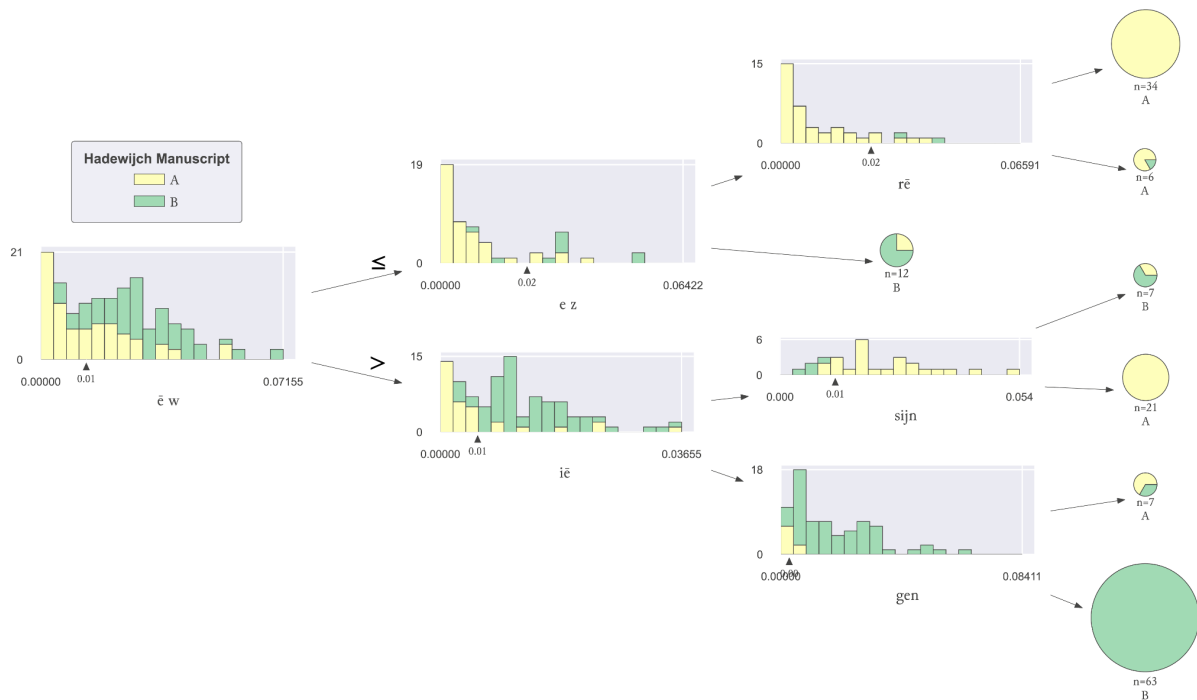 Hadewijch Manuscript
A
B
21
0
0.00000
0.07155
0.01
ē w
≤
>
19
0
0.00000
0.06422
0.02
e z
15
0
0.00000
0.03655
0.01
iē
15
0
0.00000
0.06591
0.02
rē
n=12
B
6
0
0.000
0.054
0.01
sijn
18
0
0.00000
0.00
0.08411
gen
n=34
A
n=6
A
n=7
B
n=21
A
n=7
A
n=63
B